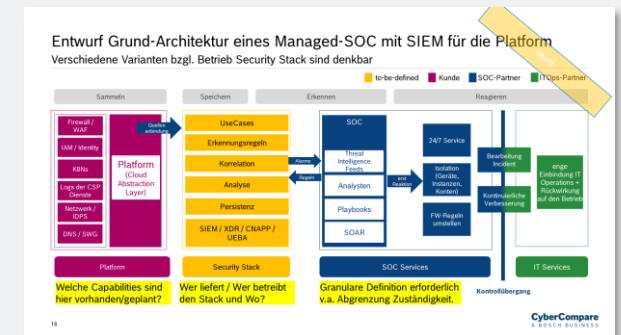 Entwurf Grund-Architektur eines Managed-SOC mit SIEM für die Platform
Verschiedene Varianten bzgl. Betrieb Security Stack sind denkbar
DRAFT
to-be-defined
Kunde
SOC-Partner
ITOps-Partner
Sammeln
Speichern
Erkennen
Reagieren
Firewall /
WAF
IAM / Identity
KBNs
Logs der CSP
Dienste
Netzwerk /
IDPS
DNS / SWG
Platform
(Cloud
Abstraction
Layer)
Quellen
anbindung
UseCases
Erkennungsregeln
Korrelation
Analyse
Persistenz
SIEM / XDR / CNAPP /
UEBA
Alarme
Regeln
SOC
Threat
Intelligence
Feeds
Analysten
Playbooks
SOAR
Reaktion
24/7 Service
Isolation
(Geräte,
Instanzen,
Konten)
FW-Regeln
umstellen
Bearbeitung
Incident
Kontinuierliche
Verbesserung
enge
Einbindung IT
Operations +
Rückwirkung
auf den Betrieb
Platform
Security Stack
SOC Services
IT Services
Welche Capabilities sind
hier vorhanden/geplant?
Wer liefert / Wer betreibt
den Stack und Wo?
Granulare Definition erforderlich
v.a. Abgrenzung Zuständigkeit.
Kontrollübergang
16
CyberCompare
A BOSCH BUSINESS